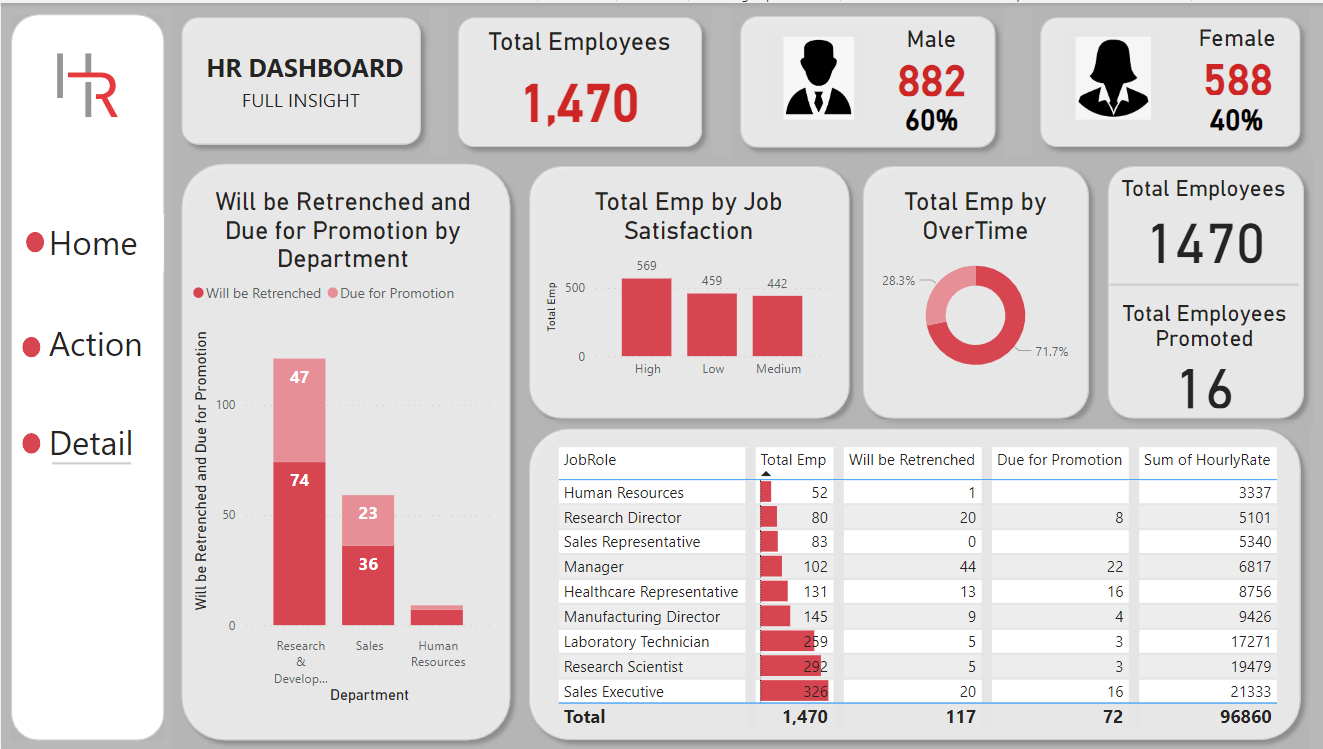 HR
Home
Action
Detail
HR DASHBOARD
FULL INSIGHT
Total Employees
1,470
Male
882
60%
Female
588
40%
Will be Retrenched and
Due for Promotion by
Department
Will be Retrenched Due for Promotion
Will be Retrenched and Due for Promotion
100
50
0
47
74
23
36
Research
&
Develop...
Sales
Human
Resources
Department
Total Emp by Job
Satisfaction
Total Emp
500
0
569
459
442
High Low Medium
Total Emp by
OverTime
28.3%
71.7%
Total Employees
1470
Total Employees
Promoted
16
JobRole Total Emp Will be Retrenched Due for Promotion Sum of HourlyRate
Human Resources 52 1 3337
Research Director 80 20 8 5101
Sales Representative 83 0 5340
Manager 102 44 22 6817
Healthcare Representative 131 13 16 8756
Manufacturing Director 145 9 4 9426
Laboratory Technician 259 5 3 17271
Research Scientist 292 5 3 19479
Sales Executive 326 20 16 21333
Total 1,470 117 72 96860